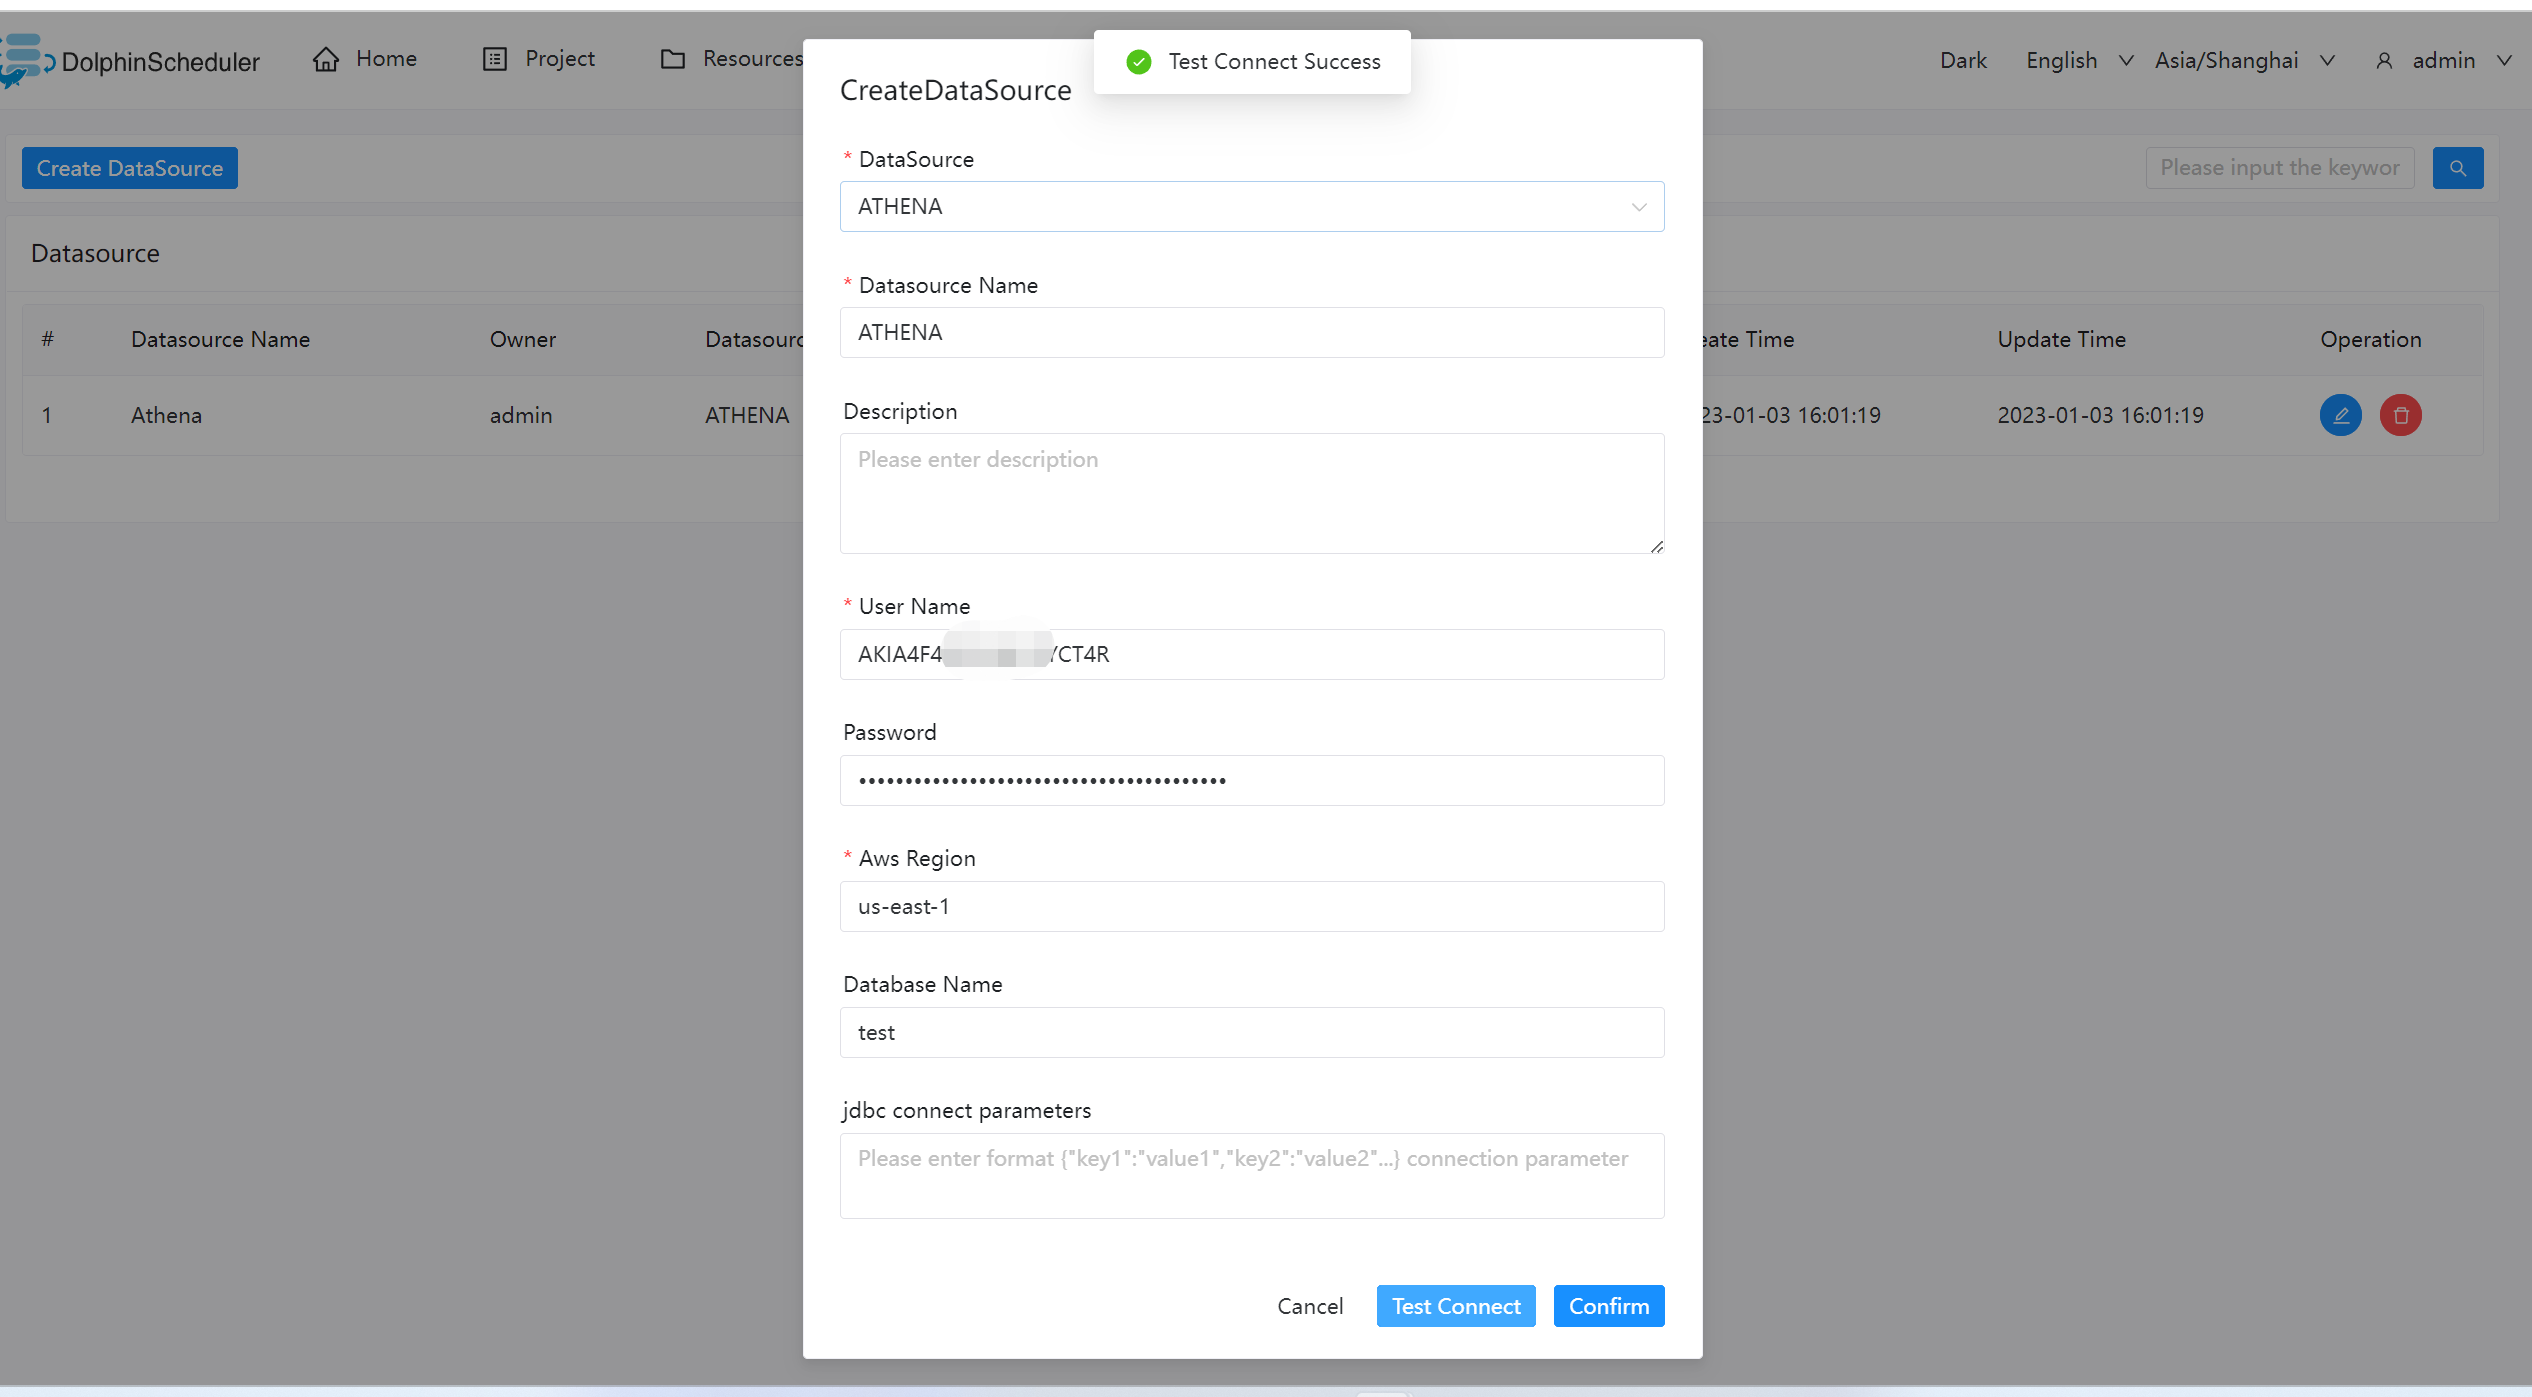 DolphinScheduler
Home
Project
Resources
Dark
English
Asia/Shanghai
admin
Test Connect Success
Create DataSource
Please input the keywor
Datasource
# Datasource Name Owner Datasourc eate Time Update Time Operation
1 Athena admin ATHENA 23-01-03 16:01:19 2023-01-03 16:01:19
CreateDataSource
* DataSource
ATHENA
* Datasource Name
ATHENA
Description
Please enter description
* User Name
AKIA4F4 YCT4R
Password
••••••••••••••••••••••••••••••••••••••••
* Aws Region
us-east-1
Database Name
test
jdbc connect parameters
Please enter format {"key1":"value1","key2":"value2"...} connection parameter
Cancel
Test Connect
Confirm